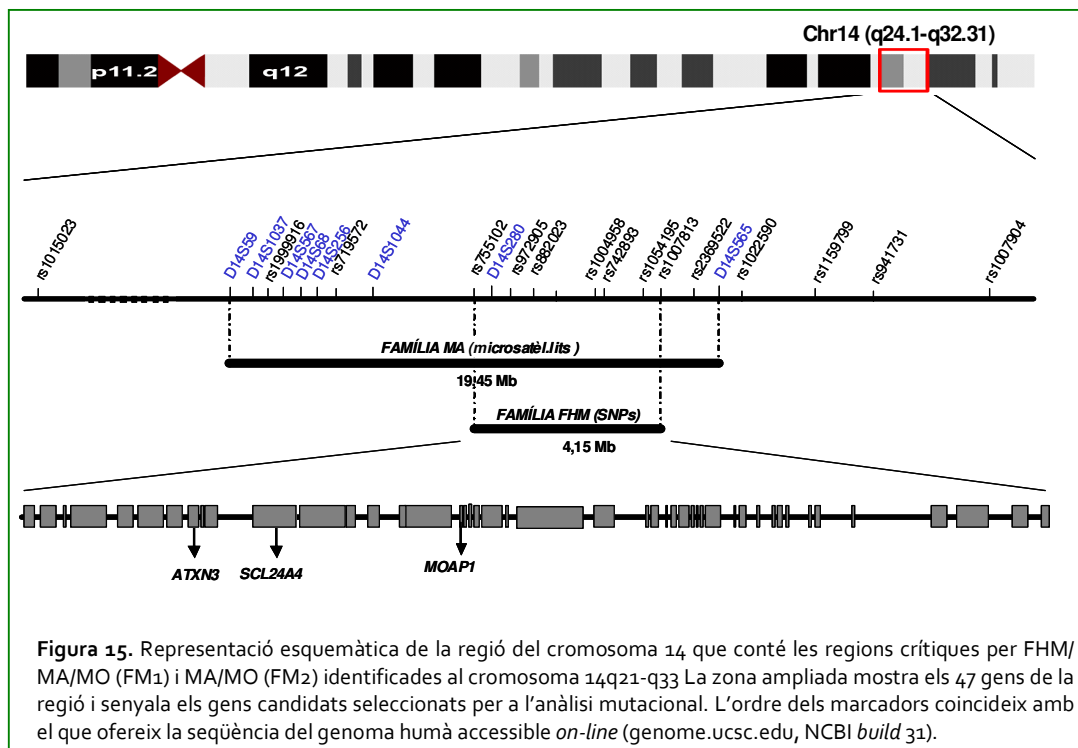 Chr14 (q24.1-q32.31)
p11.2 q12
rs1015023 D14S59 D14S1037 rs1999916 D14S567 D14S68 D14S256 rs719572 D14S1044 rs755102 D14S280 rs972905 rs882023 rs1004958 rs742893 rs1054195 rs1007813 rs2369522 D14S565 rs1022590 rs1159799 rs941731 rs1007904
FAMÍLIA MA (microsatèl.lits )
19,45 Mb
FAMÍLIA FHM (SNPs)
4,15 Mb
ATXN3 SCL24A4 MOAP1
Figura 15. Representació esquemàtica de la regió del cromosoma 14 que conté les regions crítiques per FHM/
MA/MO (FM1) i MA/MO (FM2) identificades al cromosoma 14q21-q33 La zona ampliada mostra els 47 gens de la
regió i senyala els gens candidats seleccionats per a l'anàlisi mutacional. L'ordre dels marcadors coincideix amb
el que ofereix la seqüència del genoma humà accessible on-line (genome.ucsc.edu, NCBI build 31).